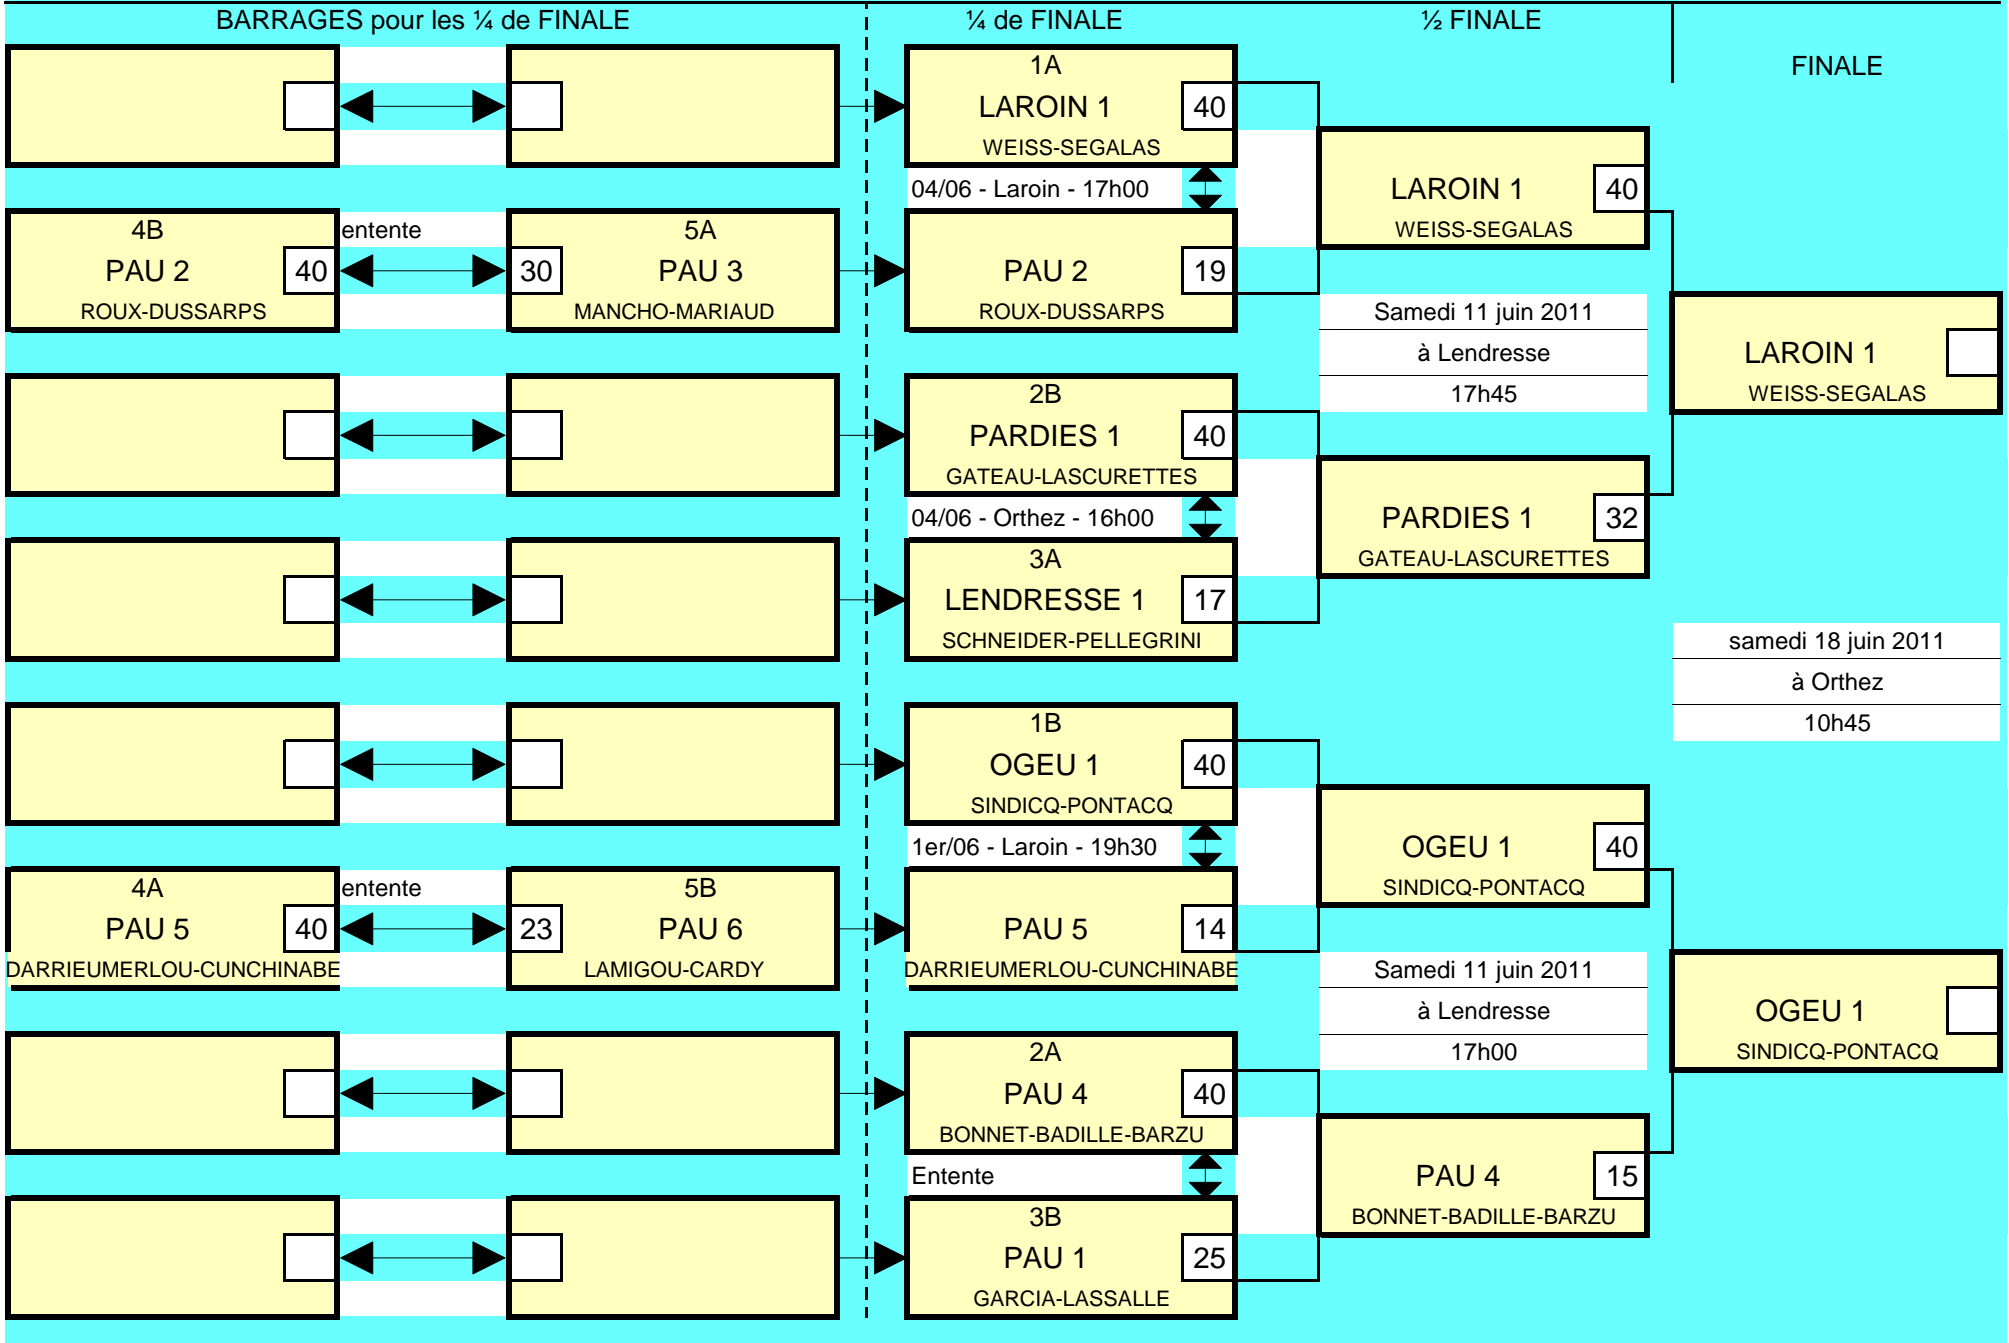 BARRAGES pour les ¼ de FINALE
¼ de FINALE
½ FINALE
FINALE
1A
LAROIN 1
40
WEISS-SEGALAS
04/06 - Laroin - 17h00
LAROIN 1
40
WEISS-SEGALAS
4B
PAU 2
40
ROUX-DUSSARPS
entente
5A
30
PAU 3
MANCHO-MARIAUD
PAU 2
19
ROUX-DUSSARPS
Samedi 11 juin 2011
à Lendresse
17h45
LAROIN 1
WEISS-SEGALAS
2B
PARDIES 1
40
GATEAU-LASCURETTES
04/06 - Orthez - 16h00
PARDIES 1
32
GATEAU-LASCURETTES
3A
LENDRESSE 1
17
SCHNEIDER-PELLEGRINI
samedi 18 juin 2011
à Orthez
10h45
1B
OGEU 1
40
SINDICQ-PONTACQ
1er/06 - Laroin - 19h30
OGEU 1
40
SINDICQ-PONTACQ
4A
PAU 5
40
DARRIEUMERLOU-CUNCHINABE
entente
5B
23
PAU 6
LAMIGOU-CARDY
PAU 5
14
DARRIEUMERLOU-CUNCHINABE
Samedi 11 juin 2011
à Lendresse
17h00
OGEU 1
SINDICQ-PONTACQ
2A
PAU 4
40
BONNET-BADILLE-BARZU
Entente
PAU 4
15
BONNET-BADILLE-BARZU
3B
PAU 1
25
GARCIA-LASSALLE